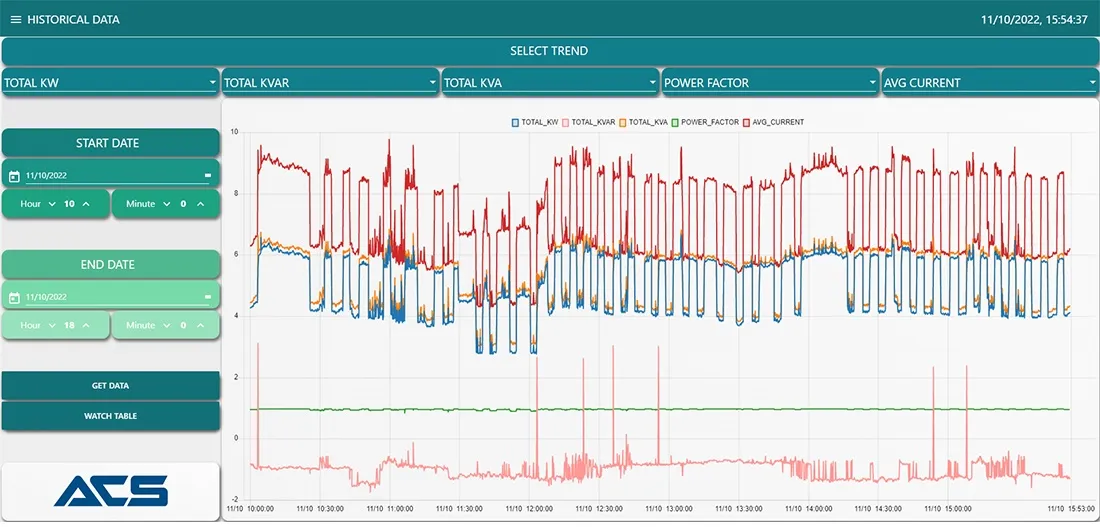 HISTORICAL DATA
11/10/2022, 15:54:37
SELECT TREND
TOTAL KW
TOTAL KVAR
TOTAL KVA
POWER FACTOR
AVG CURRENT
START DATE
11/10/2022
Hour 10
Minute 0
END DATE
11/10/2022
Hour 18
Minute 0
GET DATA
WATCH TABLE
ACS
TOTAL_KW TOTAL_KVAR TOTAL_KVA POWER_FACTOR AVG_CURRENT
10
8
6
4
2
0
-2
11/10 10:00:00 11/10 10:30:00 11/10 11:00:00 11/10 11:30:00 11/10 12:00:00 11/10 12:30:00 11/10 13:00:00 11/10 13:30:00 11/10 14:00:00 11/10 14:30:00 11/10 15:00:00 11/10 15:53:00